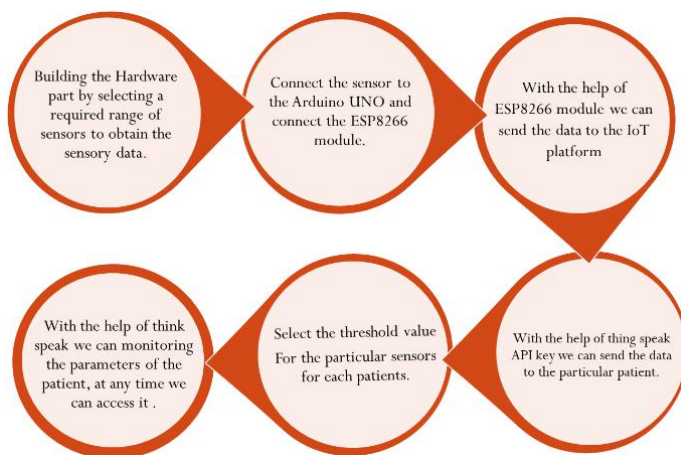 Building the Hardware
part by selecting a
required range of
sensors to obtain the
sensory data.
Connect the sensor to
the Arduino UNO and
connect the ESP8266
module.
With the help of
ESP8266 module we can
send the data to the IoT
platform
With the help of thing speak
API key we can send the data
to the particular patient.
Select the threshold value
For the particular sensors
for each patients.
With the help of think
speak we can monitoring
the parameters of the
patient, at any time we
can access it .